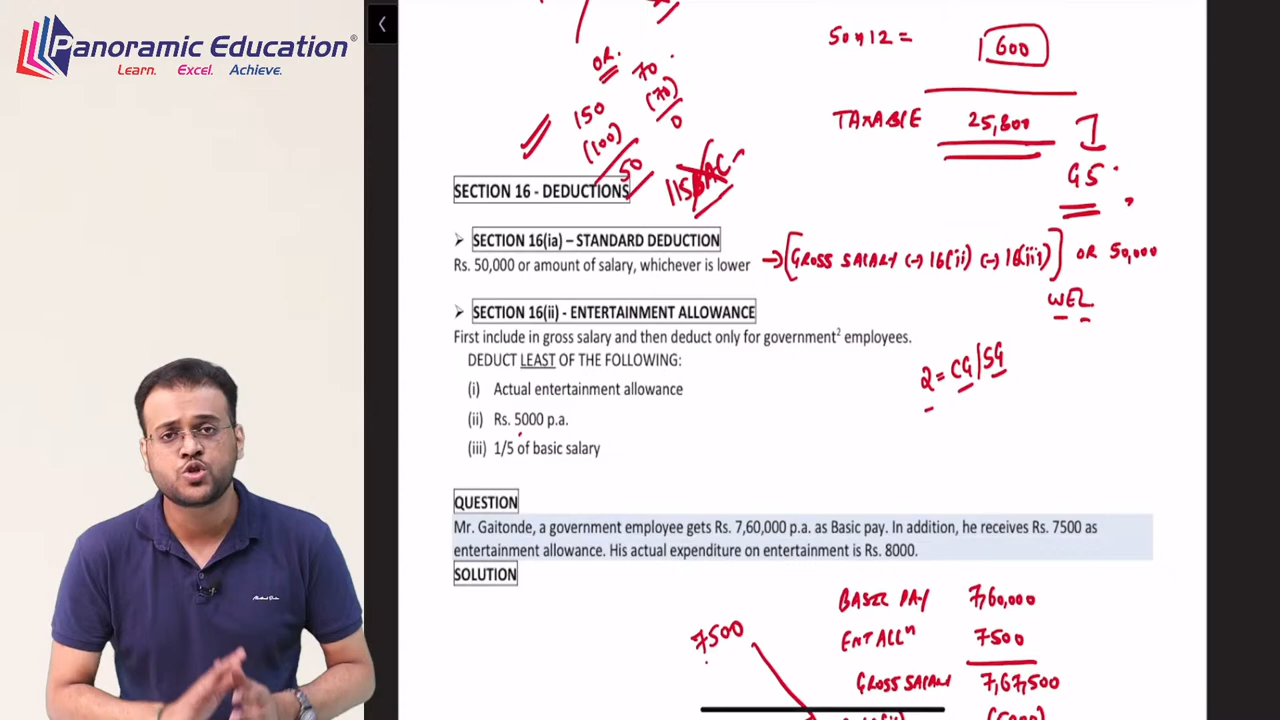 Panoramic Education®
Learn. Excel. Achieve.
50×12 = 1600
TAXABLE 25,800
GS
OR
70
(70)
0
150
(100)
50
115BAC
SECTION 16 - DEDUCTIONS
➢ SECTION 16(ia) – STANDARD DEDUCTION
Rs. 50,000 or amount of salary, whichever is lower
→ [GROSS SALARY (-) 16(ii) (-) 16(iii)] OR 50,000
WEL
➢ SECTION 16(ii) - ENTERTAINMENT ALLOWANCE
First include in gross salary and then deduct only for government² employees.
DEDUCT LEAST OF THE FOLLOWING:
2 = CG/SG
(i) Actual entertainment allowance
(ii) Rs. 5000 p.a.
(iii) 1/5 of basic salary
QUESTION
Mr. Gaitonde, a government employee gets Rs. 7,60,000 p.a. as Basic pay. In addition, he receives Rs. 7500 as
entertainment allowance. His actual expenditure on entertainment is Rs. 8000.
SOLUTION
BASIC PAY 7,60,000
7500
ENT ALLⁿ 7500
GROSS SALARY 7,67,500
(5000)